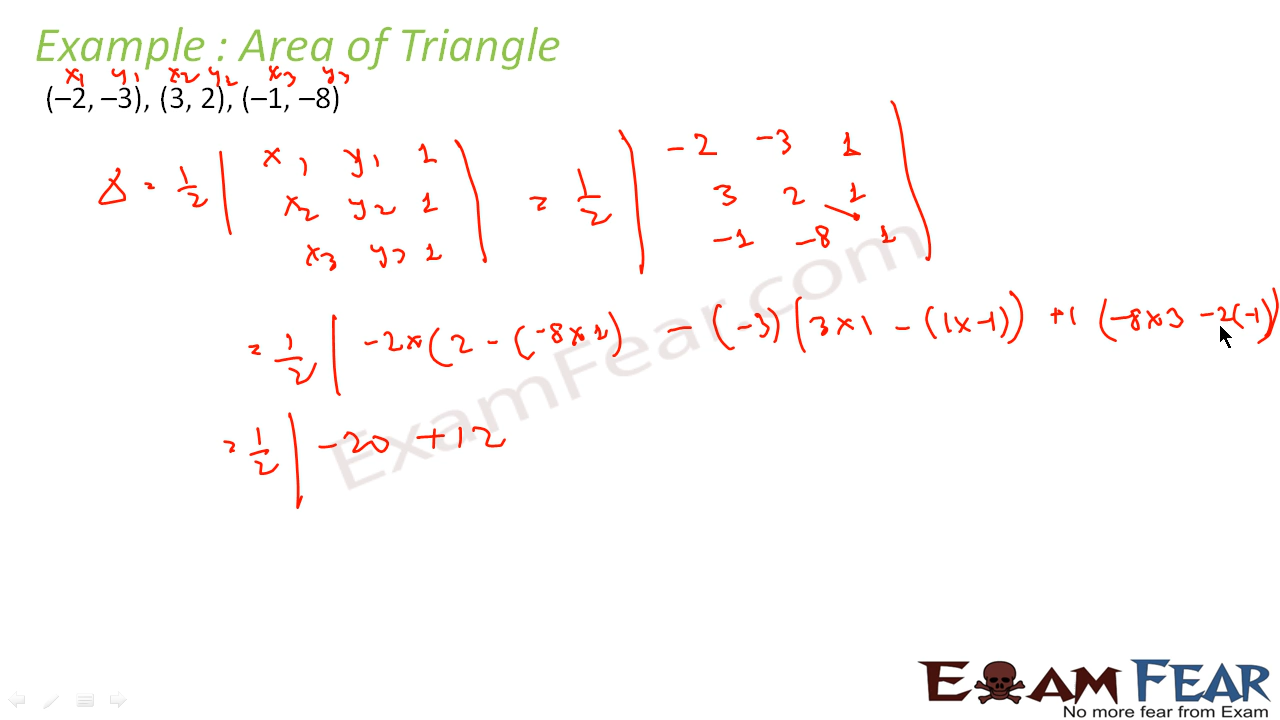 Example : Area of Triangle
x1 y1 x2 y2 x3 y3
(–2, –3), (3, 2), (–1, –8)
Δ = 1/2 | x1 y1 1 | = 1/2 | -2 -3 1 |
x2 y2 1 3 2 1
x3 y3 1 -1 -8 1
= 1/2 | -2×(2 - (-8×1) - (-3)(3×1 - (1×-1)) +1 (-8×3 -2(-1))
= 1/2 | -20 +12
ExamFear.com
EXAM FEAR
No more fear from Exam